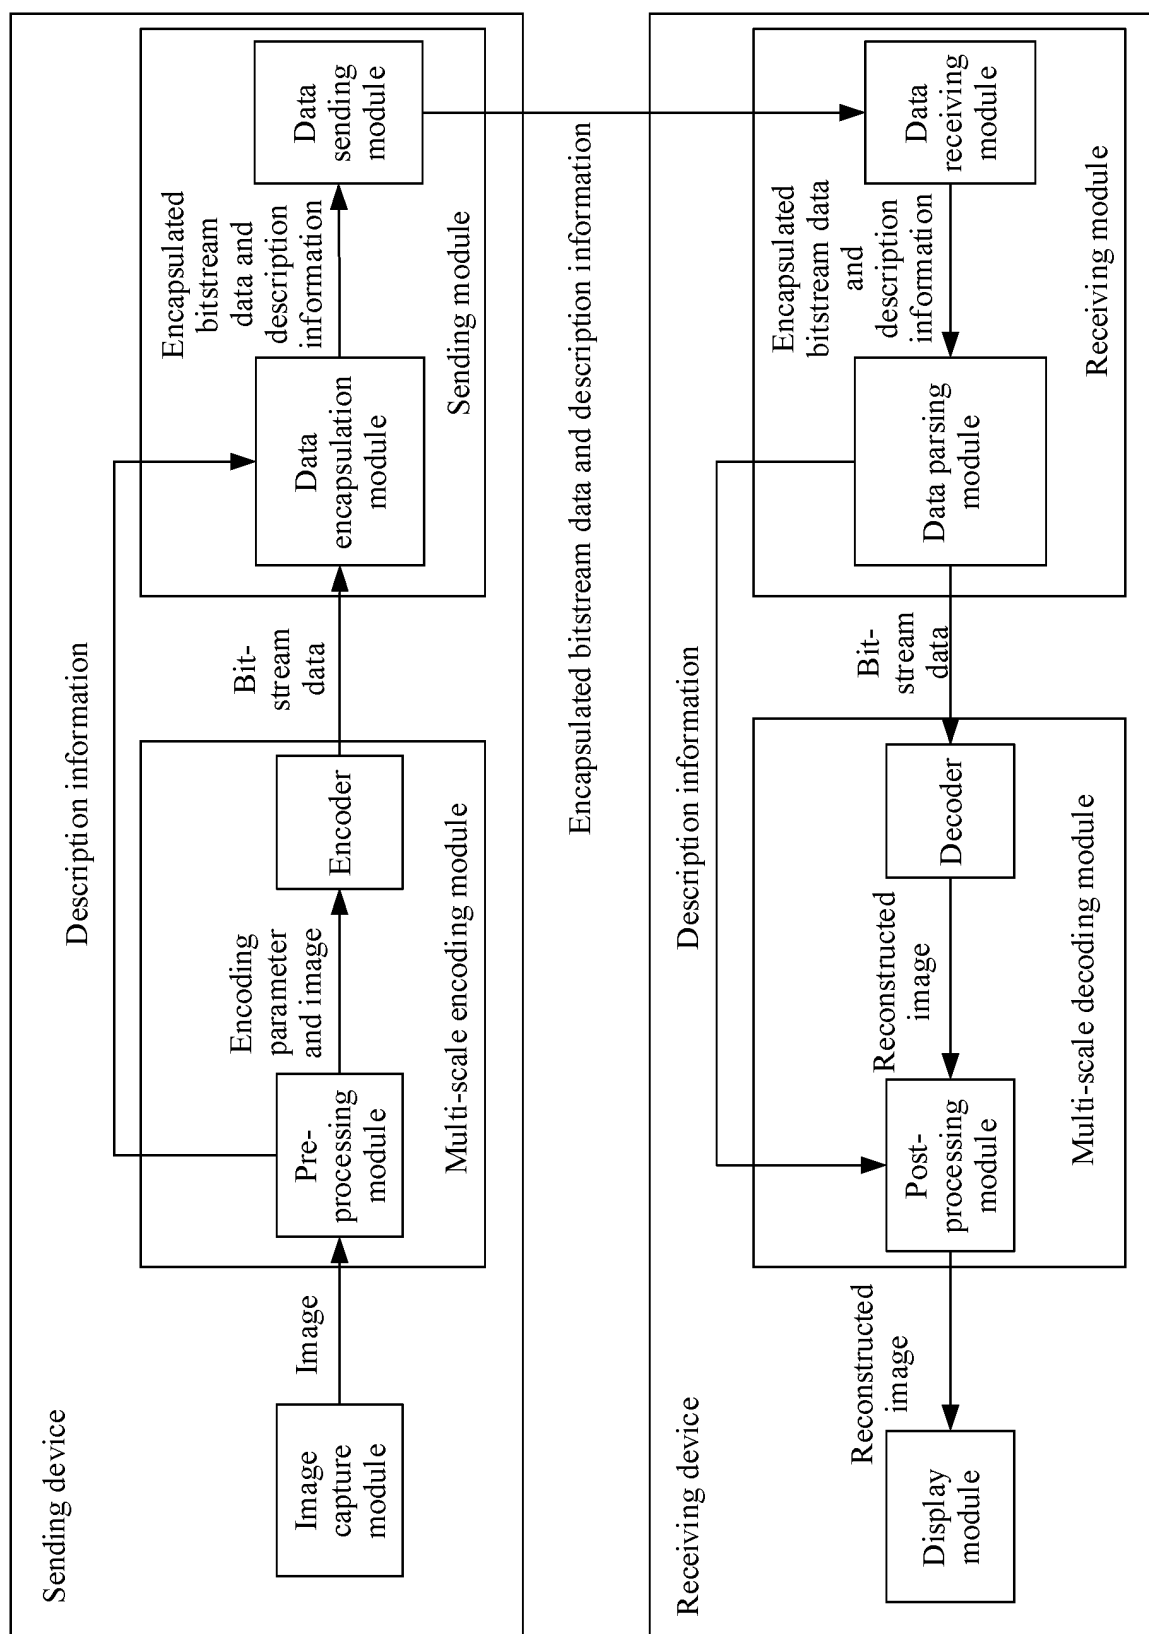 Sending device
Image
capture
module
Image
Pre-
processing
module
Encoding
parameter
and image
Encoder
Multi-scale encoding module
Description information
Bit-
stream
data
Data
encapsulation
module
Encapsulated
bitstream
data and
description
information
Data
sending
module
Sending module
Encapsulated bitstream data and description information
Receiving device
Data
receiving
module
Encapsulated
bitstream data
and
description
information
Data parsing
module
Receiving module
Description information
Bit-
stream
data
Decoder
Reconstructed
image
Post-
processing
module
Multi-scale decoding module
Reconstructed
image
Display
module